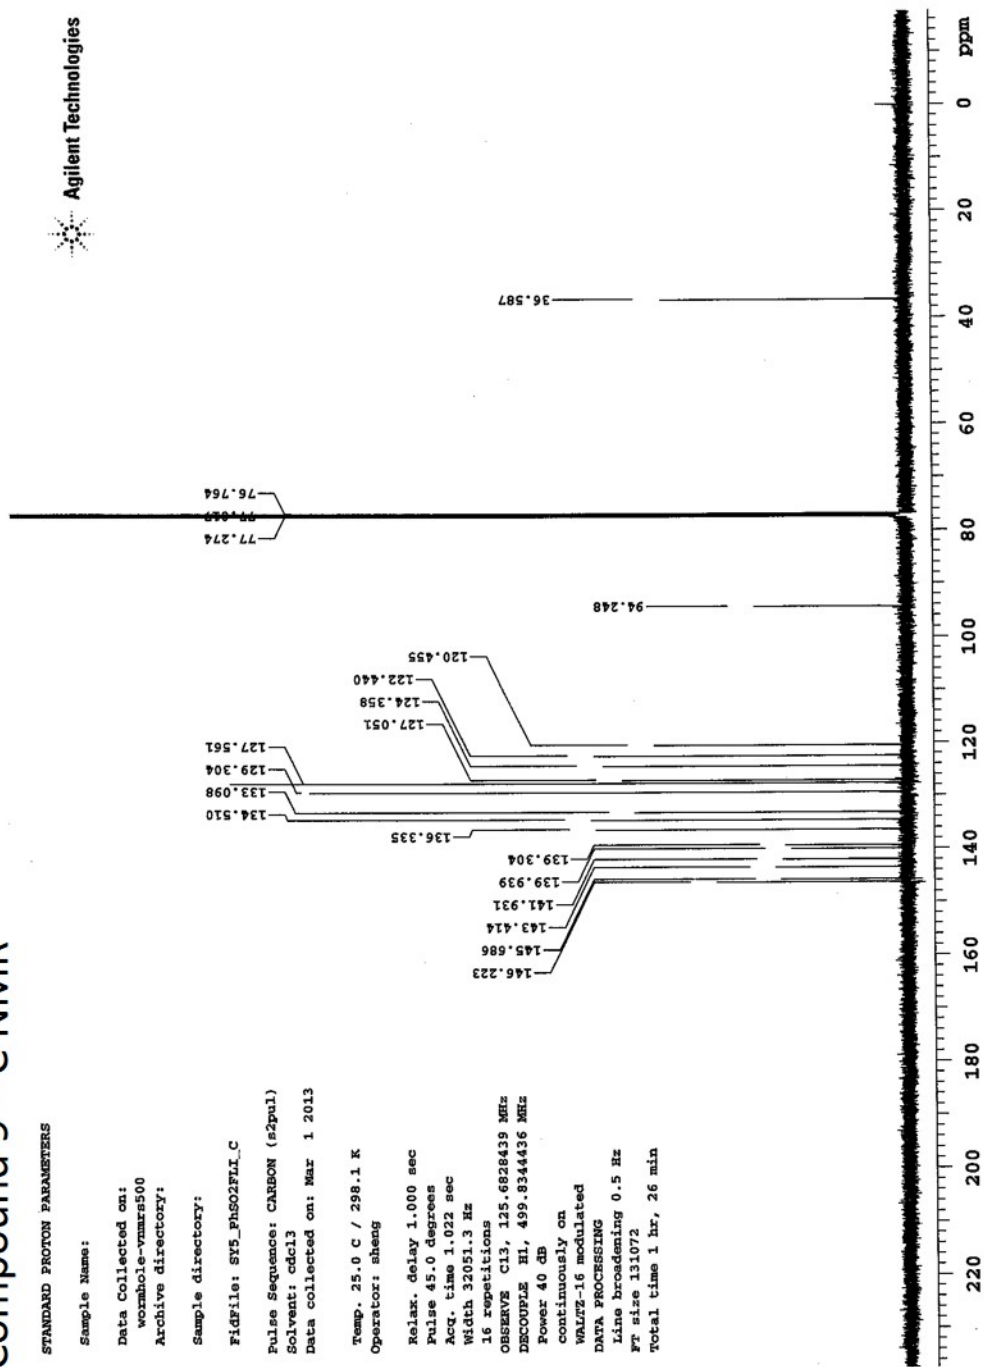 STANDARD PROTON PARAMETERS
Sample Name:
Data Collected on:
wormhole-vnmrs500
Archive directory:
Sample directory:
FidFile: SY5_PhSO2FLI_C
Pulse Sequence: CARBON (s2pul)
Solvent: cdcl3
Data collected on: Mar 1 2013
Temp. 25.0 C / 298.1 K
Operator: sheng
Relax. delay 1.000 sec
Pulse 45.0 degrees
Acq. time 1.022 sec
Width 32051.3 Hz
16 repetitions
OBSERVE C13, 125.6828439 MHz
DECOUPLE H1, 499.8344436 MHz
Power 40 dB
continuously on
WALTZ-16 modulated
DATA PROCESSING
Line broadening 0.5 Hz
FT size 131072
Total time 1 hr, 26 min
Agilent Technologies
146.223
145.686
143.414
141.931
139.939
139.304
136.335
134.510
133.098
129.304
127.561
127.051
124.358
122.440
120.455
94.248
77.274
76.764
36.587
220 200 180 160 140 120 100 80 60 40 20 0 ppm